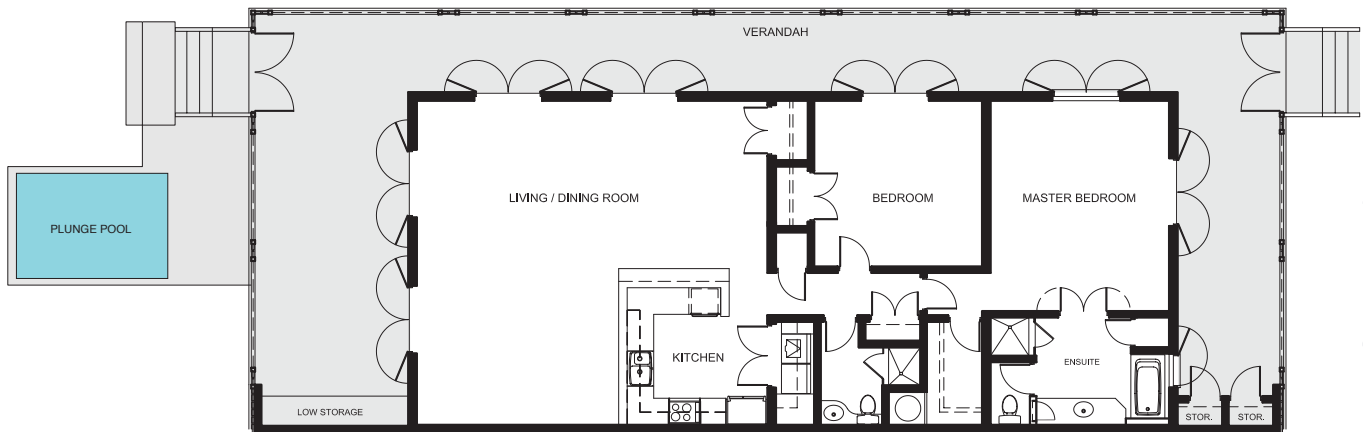 VERANDAH
LIVING / DINING ROOM
BEDROOM
MASTER BEDROOM
PLUNGE POOL
KITCHEN
ENSUITE
LOW STORAGE
STOR.
STOR.